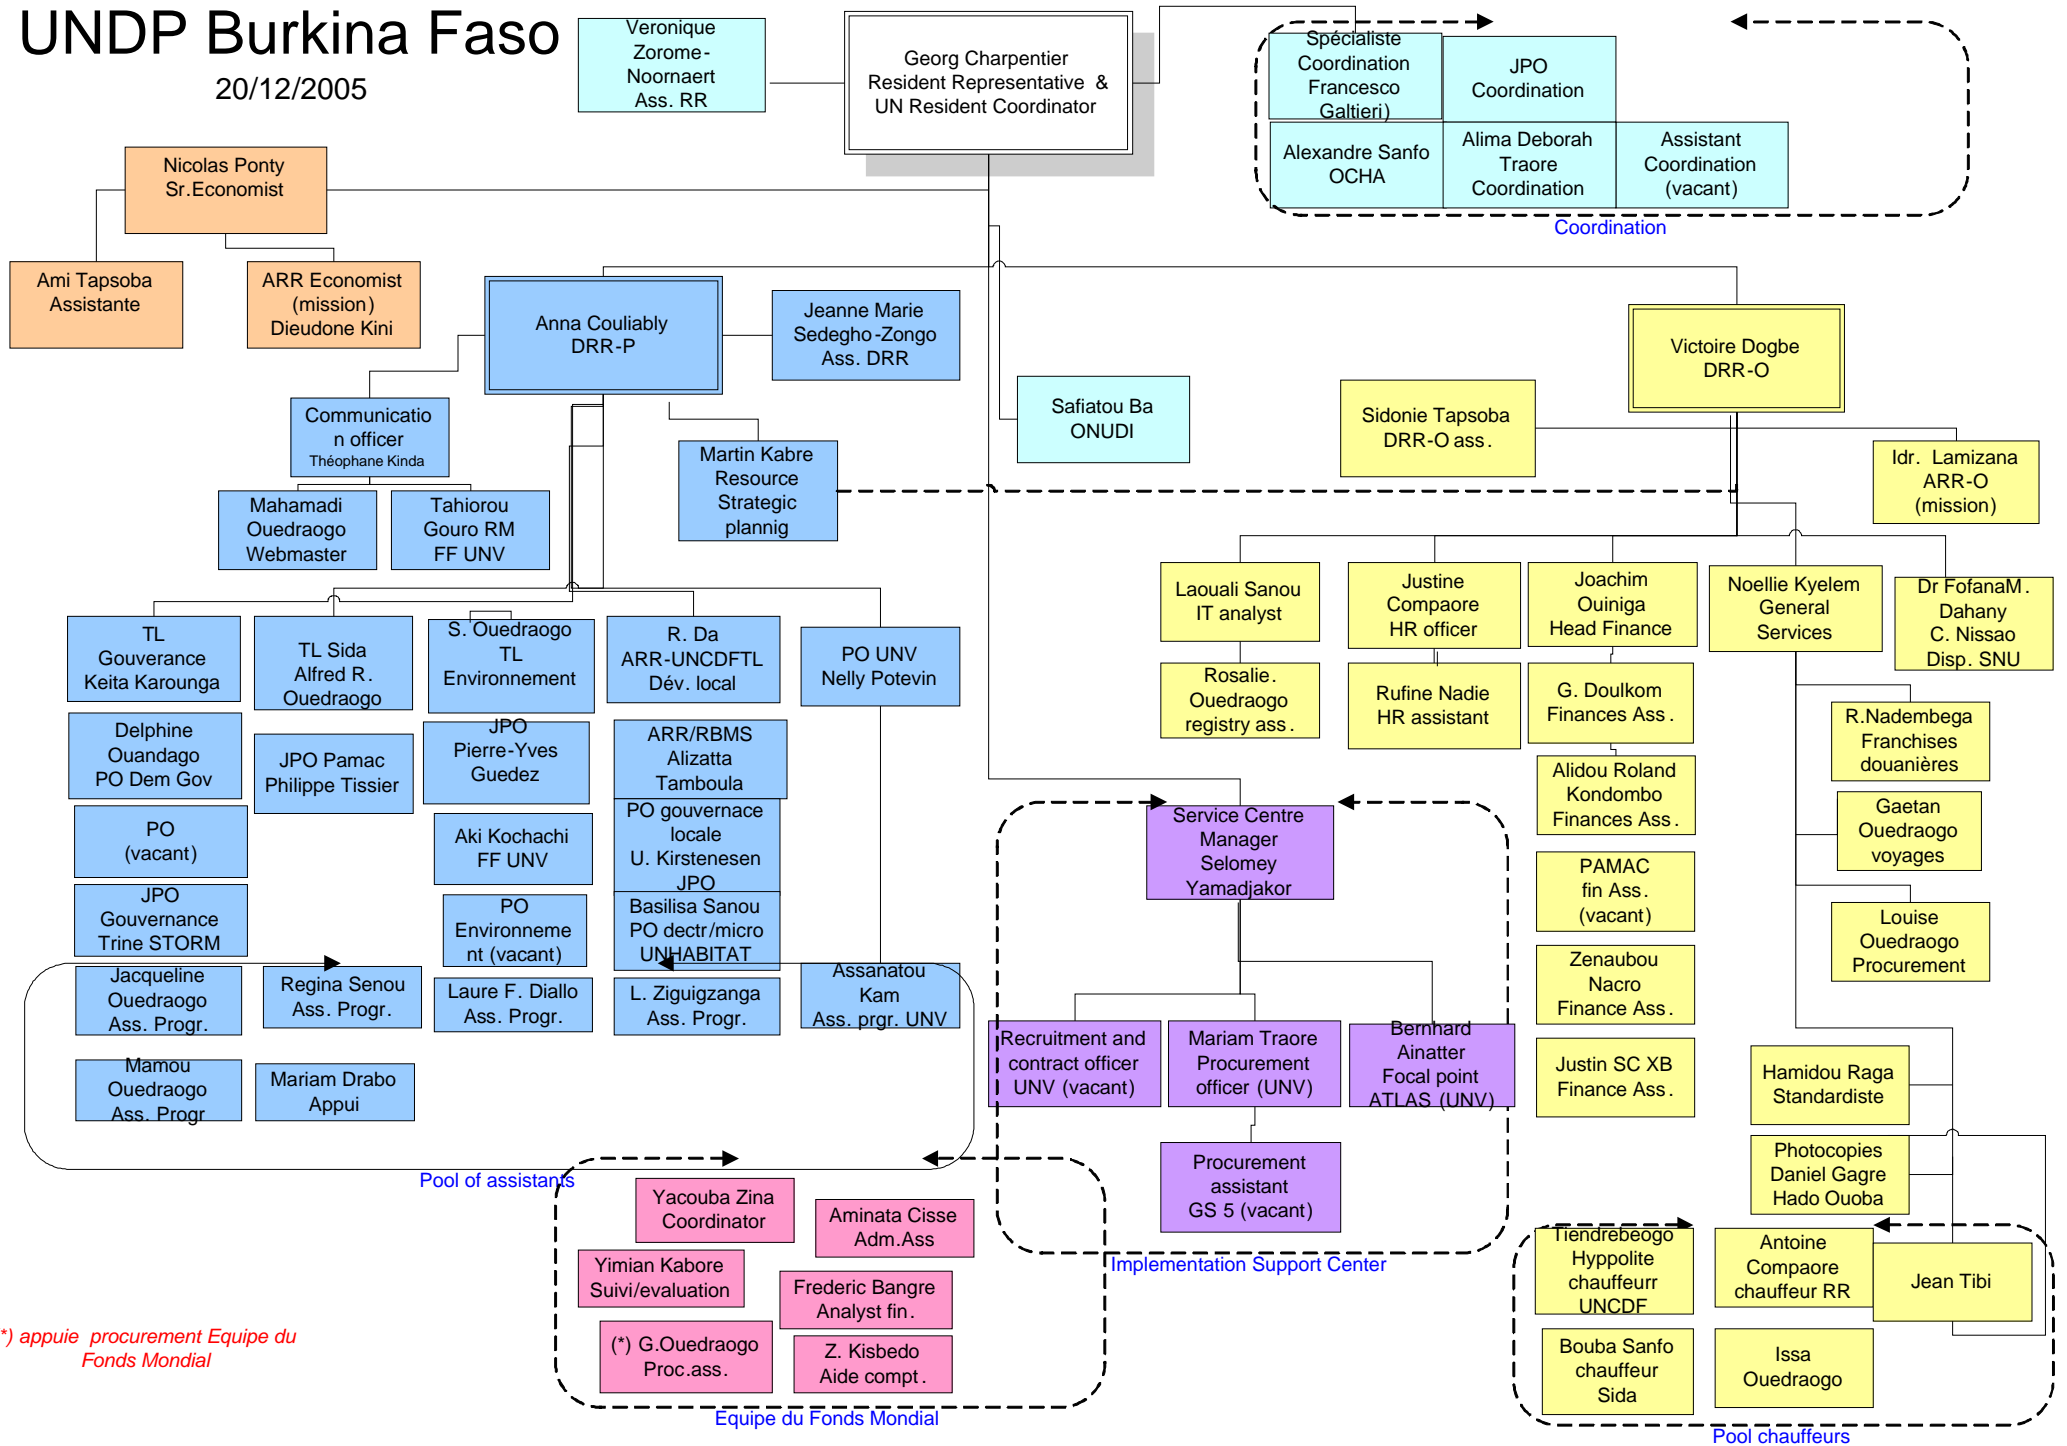 UNDP Burkina Faso
20/12/2005
Veronique
Zorome-
Noornaert
Ass. RR
Georg Charpentier
Resident Representative &
UN Resident Coordinator
Spécialiste
Coordination
Francesco
Galtieri)
JPO
Coordination
Alexandre Sanfo
OCHA
Alima Deborah
Traore
Coordination
Assistant
Coordination
(vacant)
Coordination
Nicolas Ponty
Sr.Economist
Ami Tapsoba
Assistante
ARR Economist
(mission)
Dieudone Kini
Anna Couliably
DRR-P
Jeanne Marie
Sedegho-Zongo
Ass. DRR
Victoire Dogbe
DRR-O
Safiatou Ba
ONUDI
Sidonie Tapsoba
DRR-O ass.
Idr. Lamizana
ARR-O
(mission)
Communicatio
n officer
Théophane Kinda
Martin Kabre
Resource
Strategic
plannig
Mahamadi
Ouedraogo
Webmaster
Tahiorou
Gouro RM
FF UNV
Laouali Sanou
IT analyst
Justine
Compaore
HR officer
Joachim
Ouiniga
Head Finance
Noellie Kyelem
General
Services
Dr FofanaM.
Dahany
C. Nissao
Disp. SNU
TL
Gouverance
Keita Karounga
TL Sida
Alfred R.
Ouedraogo
S. Ouedraogo
TL
Environnement
R. Da
ARR-UNCDFTL
Dév. local
PO UNV
Nelly Potevin
Rosalie.
Ouedraogo
registry ass.
Rufine Nadie
HR assistant
G. Doulkom
Finances Ass.
R.Nadembega
Franchises
douanières
Delphine
Ouandago
PO Dem Gov
JPO Pamac
Philippe Tissier
JPO
Pierre-Yves
Guedez
ARR/RBMS
Alizatta
Tamboula
Alidou Roland
Kondombo
Finances Ass.
Gaetan
Ouedraogo
voyages
PO
(vacant)
Aki Kochachi
FF UNV
PO gouvernace
locale
U. Kirstenesen
JPO
Service Centre
Manager
Selomey
Yamadjakor
PAMAC
fin Ass.
(vacant)
Louise
Ouedraogo
Procurement
JPO
Gouvernance
Trine STORM
PO
Environneme
nt (vacant)
Basilisa Sanou
PO dectr/micro
UNHABITAT
Zenaubou
Nacro
Finance Ass.
Jacqueline
Ouedraogo
Ass. Progr.
Regina Senou
Ass. Progr.
Laure F. Diallo
Ass. Progr.
L. Ziguigzanga
Ass. Progr.
Assanatou
Kam
Ass. prgr. UNV
Recruitment and
contract officer
UNV (vacant)
Mariam Traore
Procurement
officer (UNV)
Bernhard
Ainatter
Focal point
ATLAS (UNV)
Justin SC XB
Finance Ass.
Hamidou Raga
Standardiste
Mamou
Ouedraogo
Ass. Progr
Mariam Drabo
Appui
Pool of assistants
Procurement
assistant
GS 5 (vacant)
Photocopies
Daniel Gagre
Hado Ouoba
Implementation Support Center
Yacouba Zina
Coordinator
Aminata Cisse
Adm.Ass
Yimian Kabore
Suivi/evaluation
Frederic Bangre
Analyst fin.
(*) G.Ouedraogo
Proc.ass.
Z. Kisbedo
Aide compt.
Equipe du Fonds Mondial
Tiendrebeogo
Hyppolite
chauffeurr
UNCDF
Antoine
Compaore
chauffeur RR
Jean Tibi
Bouba Sanfo
chauffeur
Sida
Issa
Ouedraogo
Pool chauffeurs
*) appuie procurement Equipe du
Fonds Mondial